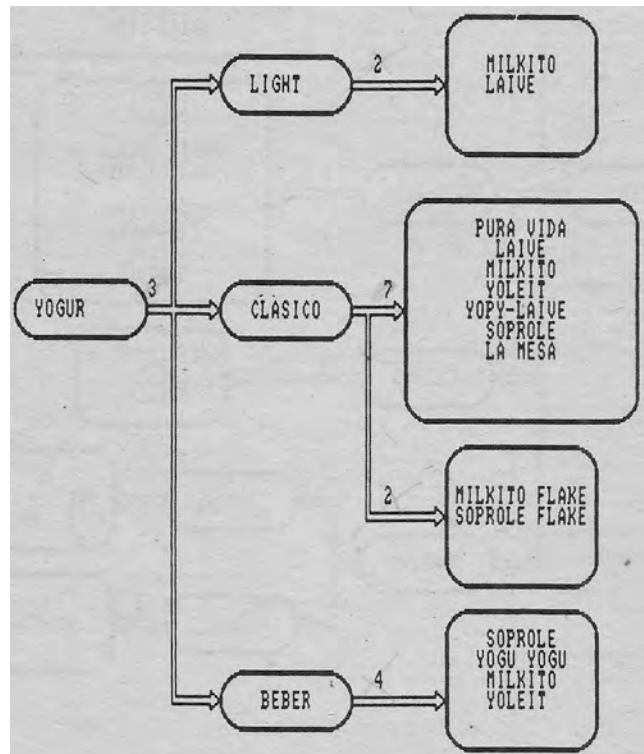 LIGHT
2
MILKITO
LAIVE
YOGUR
3
CLÁSICO
7
PURA VIDA
LAIVE
MILKITO
YOLEIT
YOPY-LAIVE
SOPROLE
LA MESA
2
MILKITO FLAKE
SOPROLE FLAKE
BEBER
4
SOPROLE
YOGU YOGU
MILKITO
YOLEIT